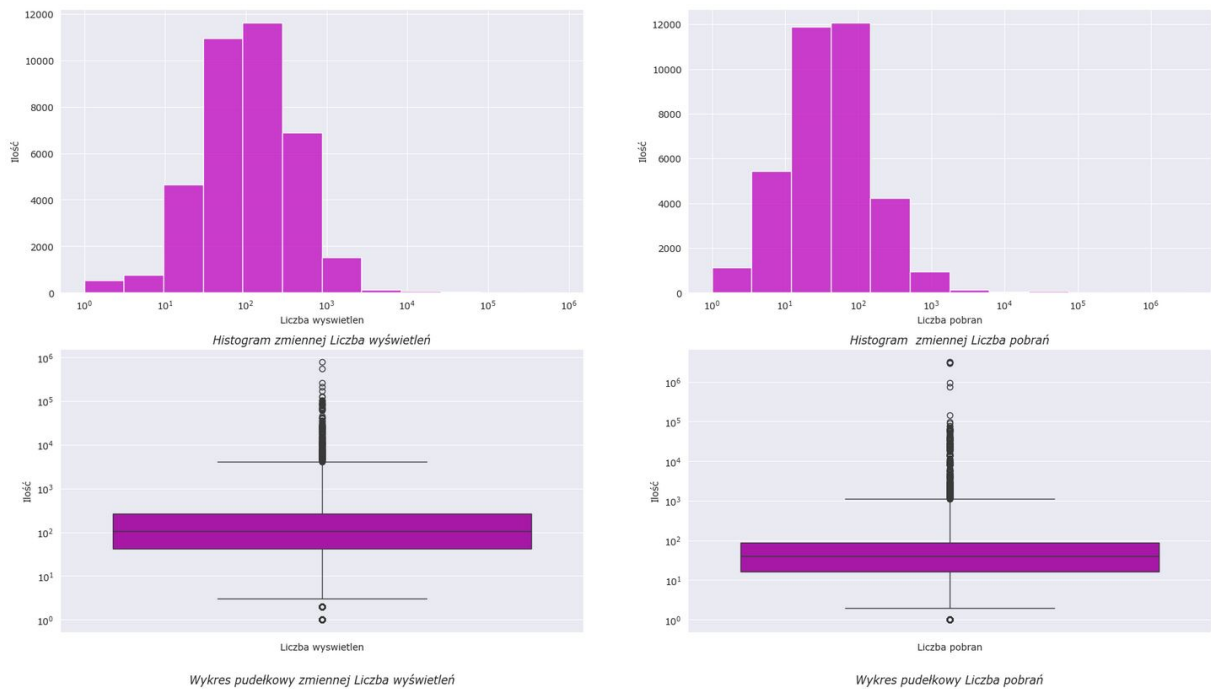 12000
10000
8000
6000
4000
2000
0
Ilość
10⁰ 10¹ 10² 10³ 10⁴ 10⁵ 10⁶
Liczba wyswietlen
Histogram zmiennej Liczba wyświetleń
12000
10000
8000
6000
4000
2000
0
Ilość
10⁰ 10¹ 10² 10³ 10⁴ 10⁵ 10⁶
Liczba pobran
Histogram zmiennej Liczba pobrań
10⁶
10⁵
10⁴
10³
10²
10¹
10⁰
Ilość
Liczba wyswietlen
Wykres pudełkowy zmiennej Liczba wyświetleń
10⁶
10⁵
10⁴
10³
10²
10¹
10⁰
Ilość
Liczba pobran
Wykres pudełkowy Liczba pobrań